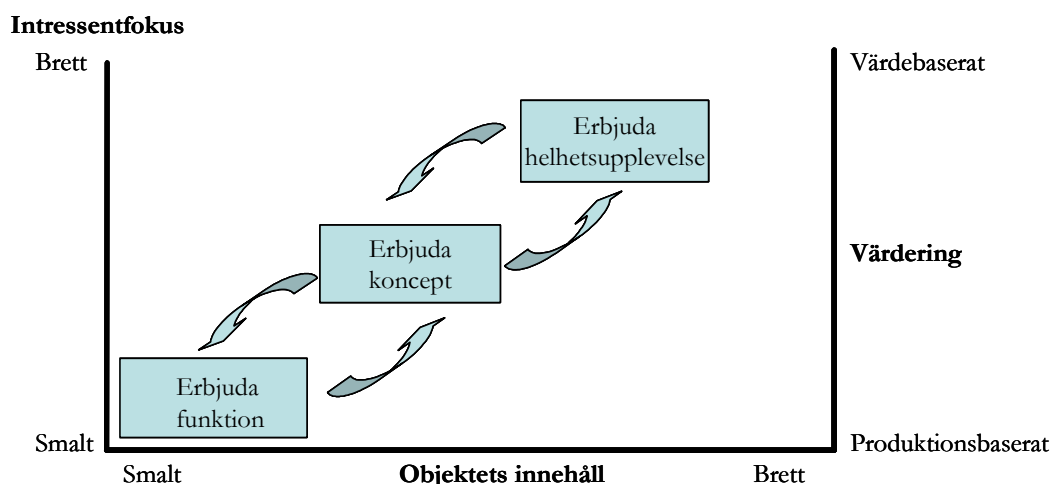 Intressentfokus
Brett
Värdebaserat
Erbjuda
helhetsupplevelse
Erbjuda
koncept
Värdering
Erbjuda
funktion
Smalt
Produktionsbaserat
Smalt
Objektets innehåll
Brett